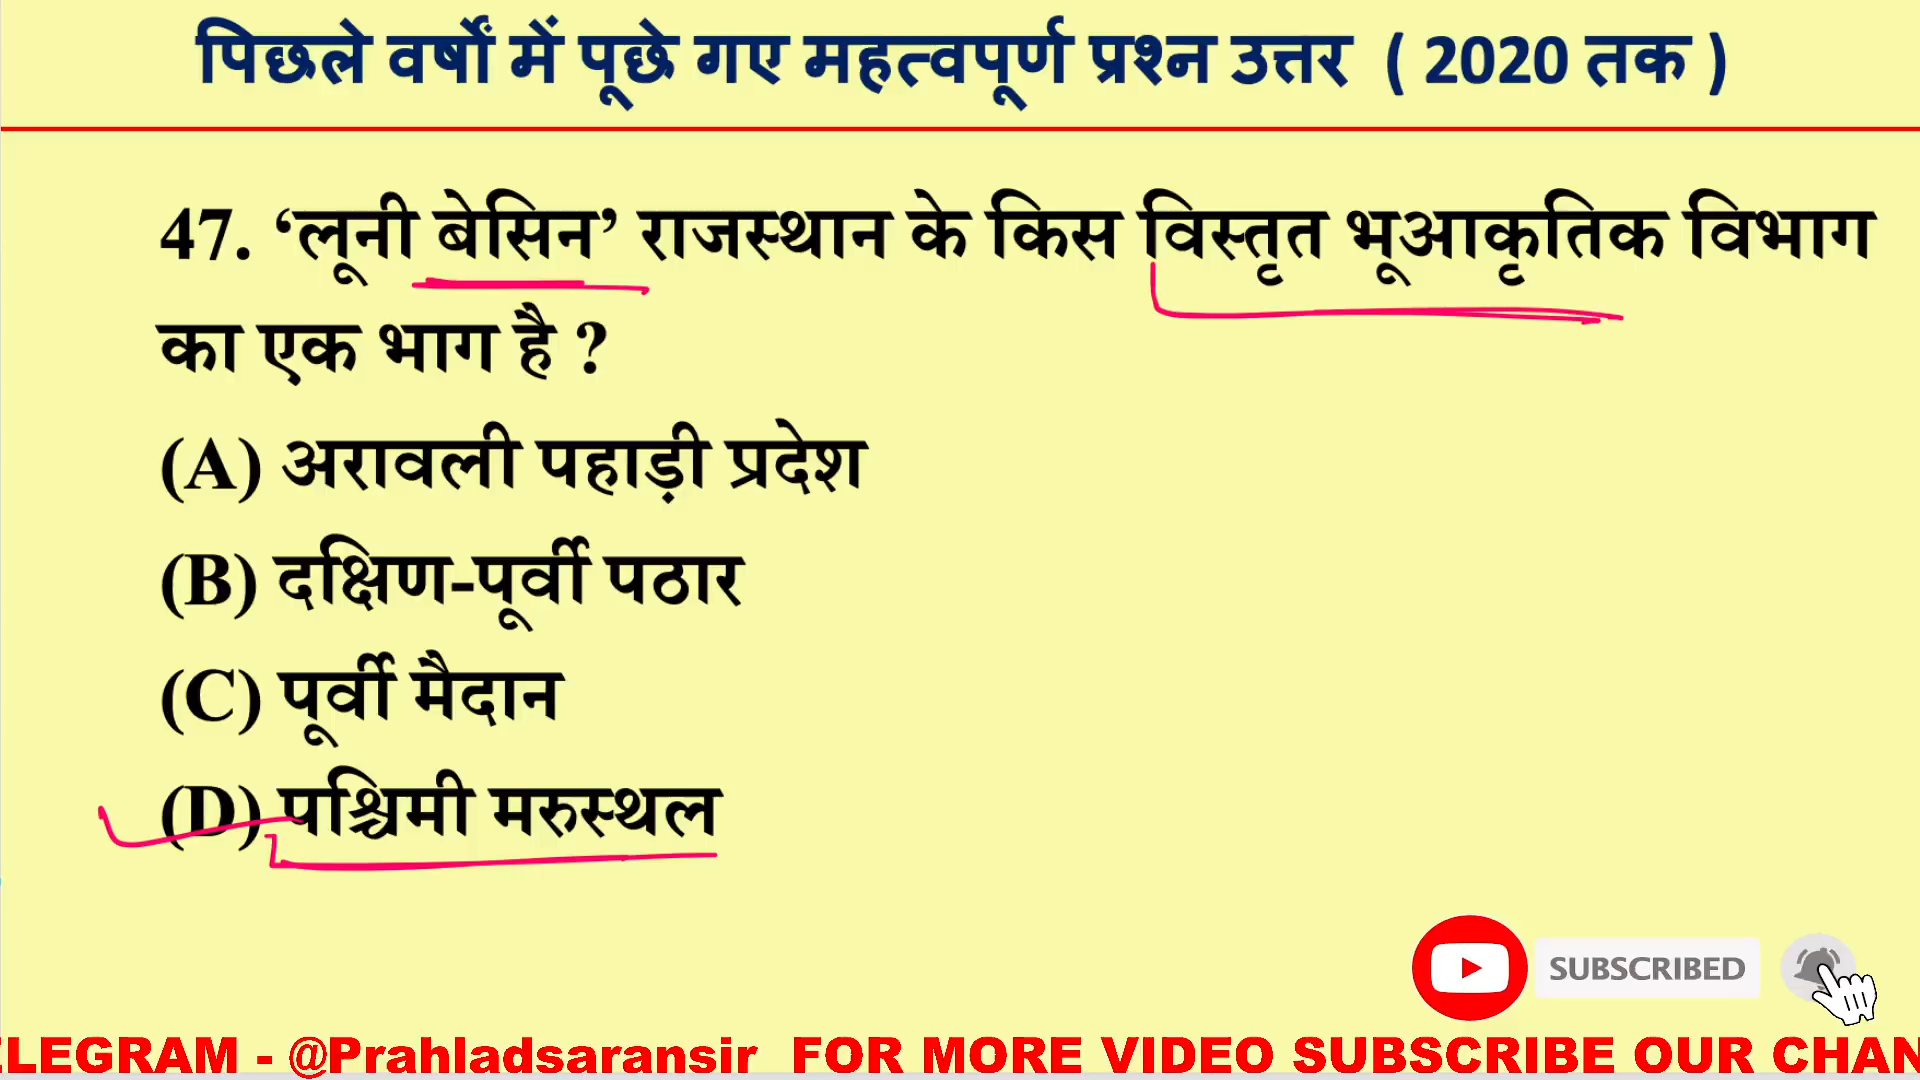 पिछले वर्षों में पूछे गए महत्वपूर्ण प्रश्न उत्तर ( 2020 तक )
47. ‘लूनी बेसिन’ राजस्थान के किस विस्तृत भूआकृतिक विभाग
का एक भाग है ?
(A) अरावली पहाड़ी प्रदेश
(B) दक्षिण-पूर्वी पठार
(C) पूर्वी मैदान
(D) पश्चिमी मरुस्थल
SUBSCRIBED
ELEGRAM - @Prahladsaransir FOR MORE VIDEO SUBSCRIBE OUR CHAN